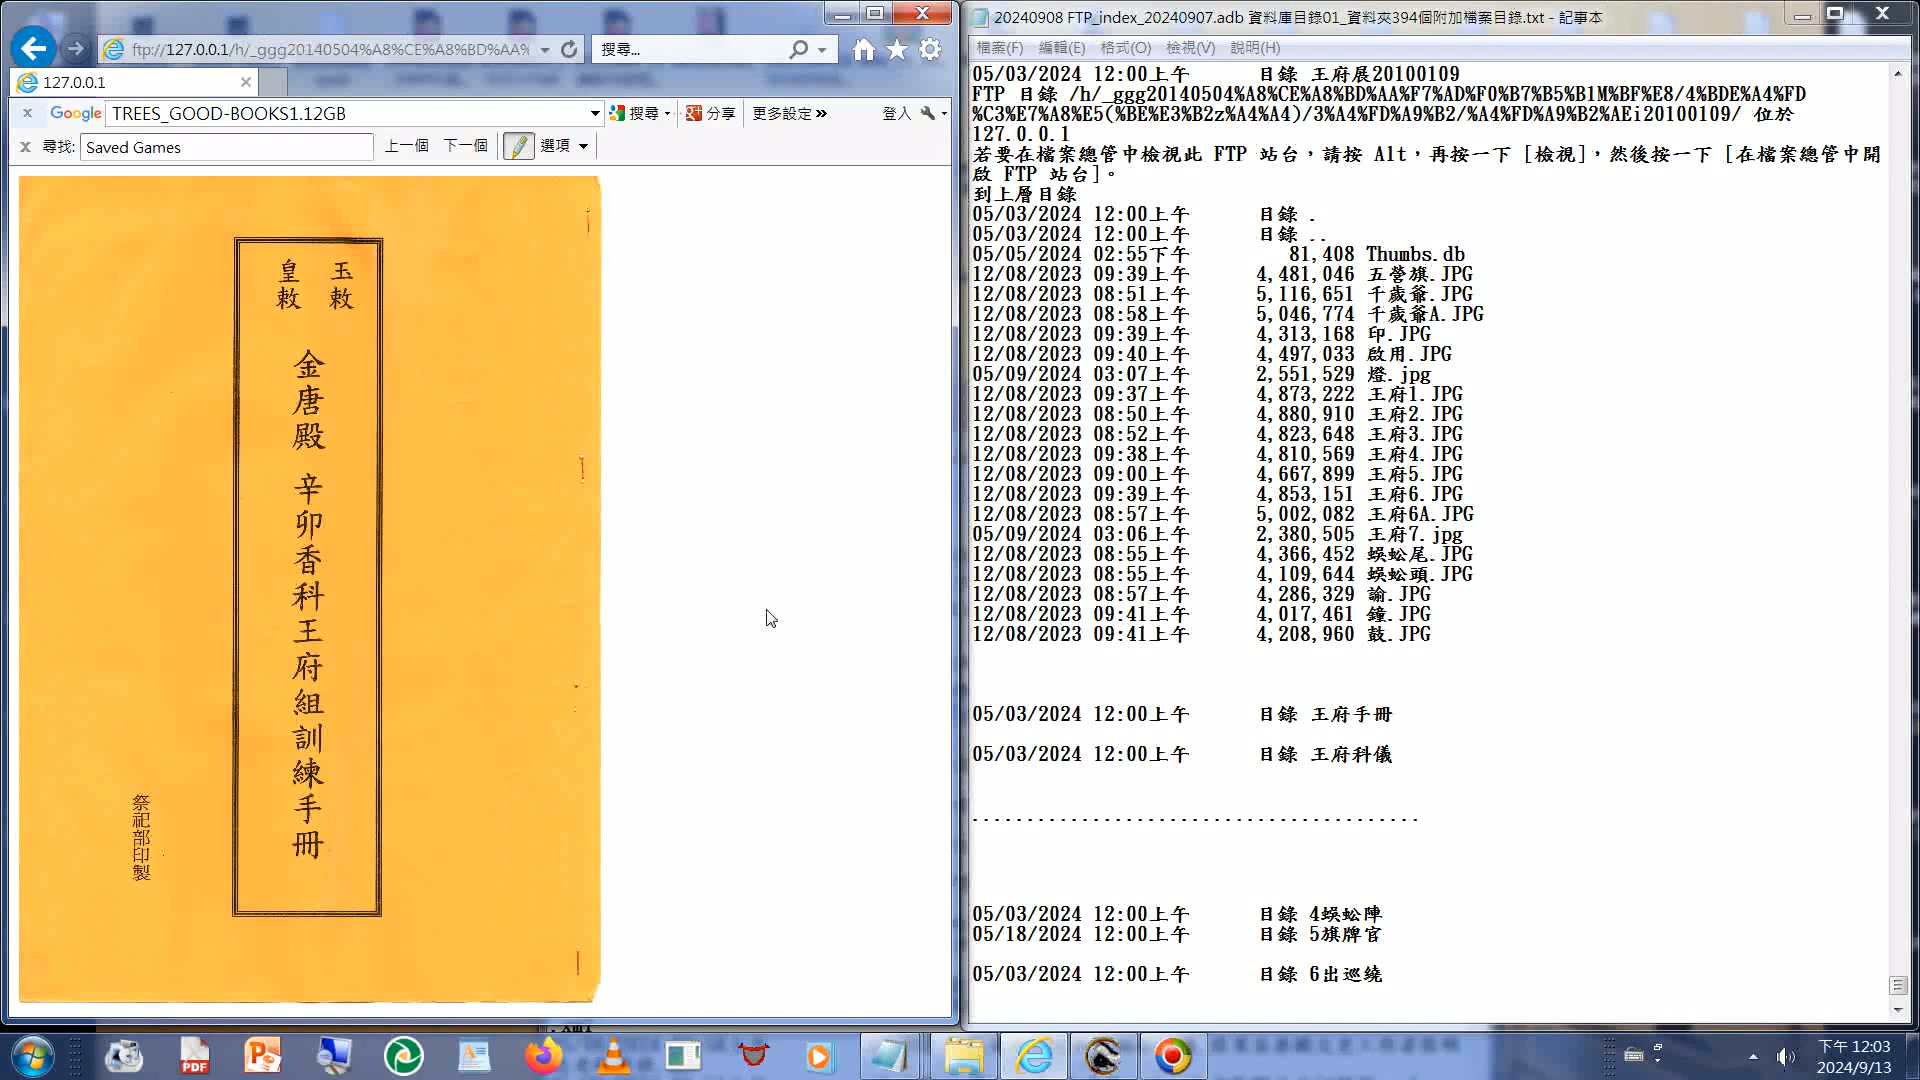 ftp://127.0.0.1/h/_ggg20140504%A8%CE%A8%BD%AA%
搜尋...
127.0.0.1
Google
TREES_GOOD-BOOKS1.12GB
搜尋
分享
更多設定 »
登入
尋找: Saved Games
上一個
下一個
選項
玉敕
皇敕
金唐殿 辛卯香科王府組訓練手冊
祭祀部印製
20240908 FTP_index_20240907.adb 資料庫目錄01_資料夾394個附加檔案目錄.txt - 記事本
檔案(F) 編輯(E) 格式(O) 檢視(V) 說明(H)
05/03/2024 12:00上午 目錄 王府展20100109
FTP 目錄 /h/_ggg20140504%A8%CE%A8%BD%AA%F7%AD%F0%B7%B5%B1M%BF%E8/4%BDE%A4%FD
%C3%E7%A8%E5(%BE%E3%B2z%A4%A4)/3%A4%FD%A9%B2/%A4%FD%A9%B2%AEi20100109/ 位於
127.0.0.1
若要在檔案總管中檢視此 FTP 站台，請按 Alt，再按一下 [檢視]，然後按一下 [在檔案總管中開
啟 FTP 站台]。
到上層目錄
05/03/2024 12:00上午 目錄 .
05/03/2024 12:00上午 目錄 ..
05/05/2024 02:55下午 81,408 Thumbs.db
12/08/2023 09:39上午 4,481,046 五營旗.JPG
12/08/2023 08:51上午 5,116,651 千歲爺.JPG
12/08/2023 08:58上午 5,046,774 千歲爺A.JPG
12/08/2023 09:39上午 4,313,168 印.JPG
12/08/2023 09:40上午 4,497,033 啟用.JPG
05/09/2024 03:07上午 2,551,529 燈.jpg
12/08/2023 09:37上午 4,873,222 王府1.JPG
12/08/2023 08:50上午 4,880,910 王府2.JPG
12/08/2023 08:52上午 4,823,648 王府3.JPG
12/08/2023 09:38上午 4,810,569 王府4.JPG
12/08/2023 09:00上午 4,667,899 王府5.JPG
12/08/2023 09:39上午 4,853,151 王府6.JPG
12/08/2023 08:57上午 5,002,082 王府6A.JPG
05/09/2024 03:06上午 2,380,505 王府7.jpg
12/08/2023 08:55上午 4,366,452 蜈蚣尾.JPG
12/08/2023 08:55上午 4,109,644 蜈蚣頭.JPG
12/08/2023 08:57上午 4,286,329 諭.JPG
12/08/2023 09:41上午 4,017,461 鐘.JPG
12/08/2023 09:41上午 4,208,960 鼓.JPG
05/03/2024 12:00上午 目錄 王府手冊
05/03/2024 12:00上午 目錄 王府科儀
-----------------------------------------
05/03/2024 12:00上午 目錄 4蜈蚣陣
05/18/2024 12:00上午 目錄 5旗牌官
05/03/2024 12:00上午 目錄 6出巡繞
下午 12:03
2024/9/13